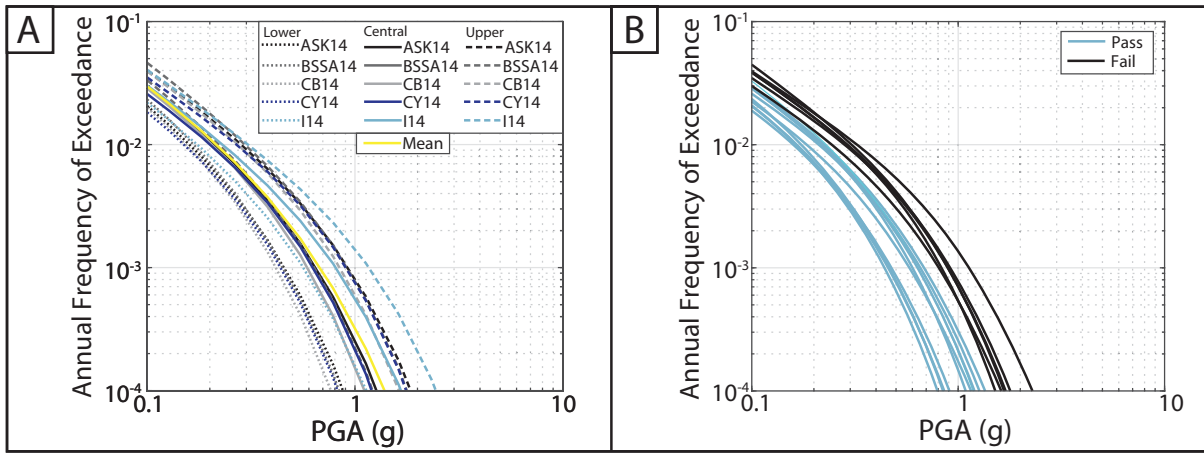 A
Annual Frequency of Exceedance
10-1
10-2
10-3
10-4
0.1
1
10
PGA (g)
Lower
Central
Upper
ASK14 ASK14 ASK14
BSSA14 BSSA14 BSSA14
CB14 CB14 CB14
CY14 CY14 CY14
I14 I14 I14
Mean
B
Annual Frequency of Exceedance
10-1
10-2
10-3
10-4
0.1
1
10
PGA (g)
Pass
Fail